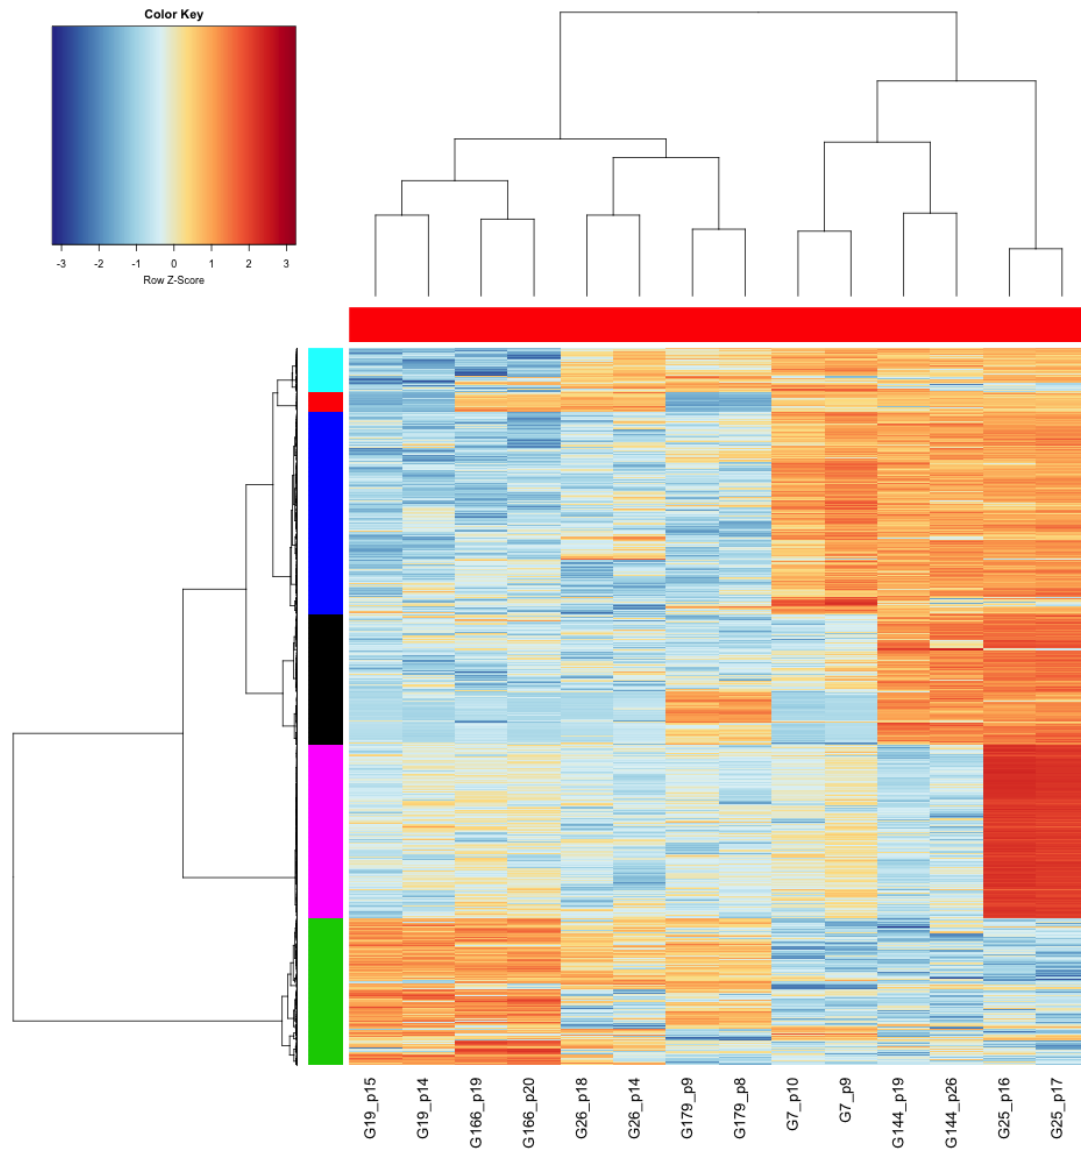 Color Key
-3 -2 -1 0 1 2 3
Row Z-Score
G19_p15
G19_p14
G166_p19
G166_p20
G26_p18
G26_p14
G179_p9
G179_p8
G7_p10
G7_p9
G144_p19
G144_p26
G25_p16
G25_p17